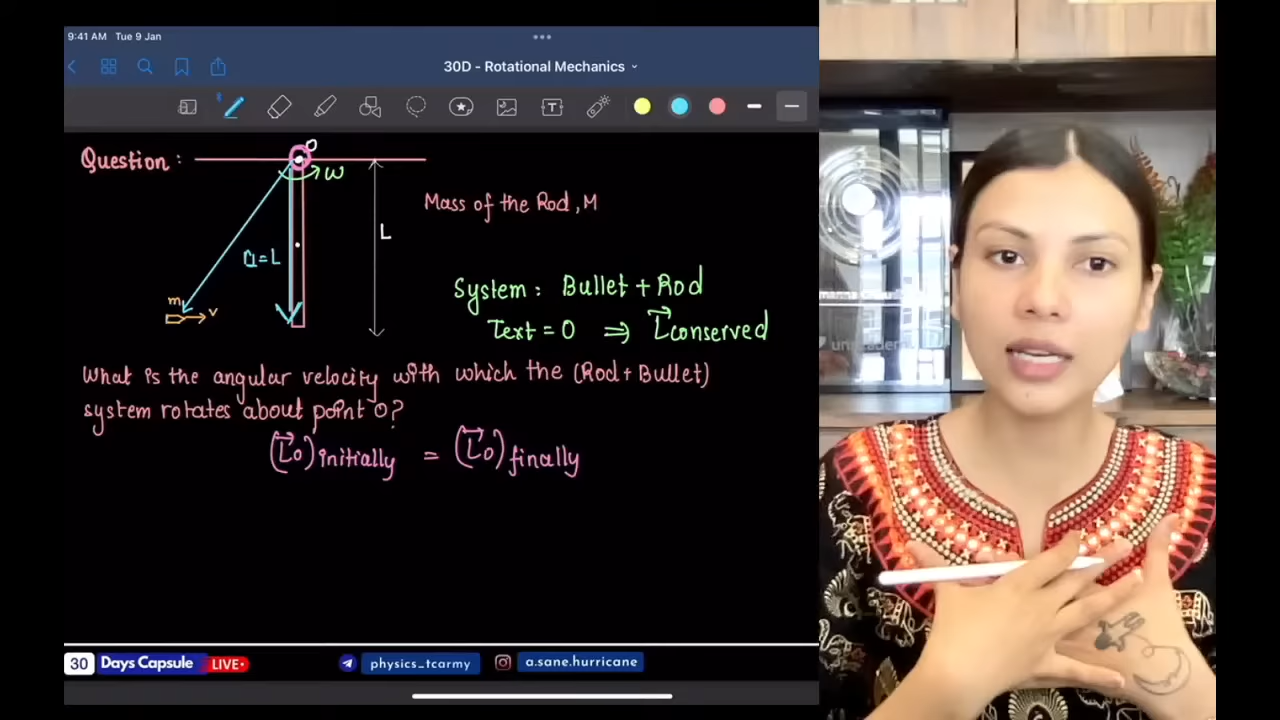 9:41 AM Tue 9 Jan
30D - Rotational Mechanics
Question :
O
ω
Mass of the Rod, M
L
a=L
m
v
System : Bullet + Rod
τext = 0 ⇒ L⃗ conserved
What is the angular velocity with which the (Rod + Bullet)
system rotates about point O?
(L⃗o) initially = (L⃗o) finally
30 Days Capsule LIVE
physics_tcarmy
a.sane.hurricane